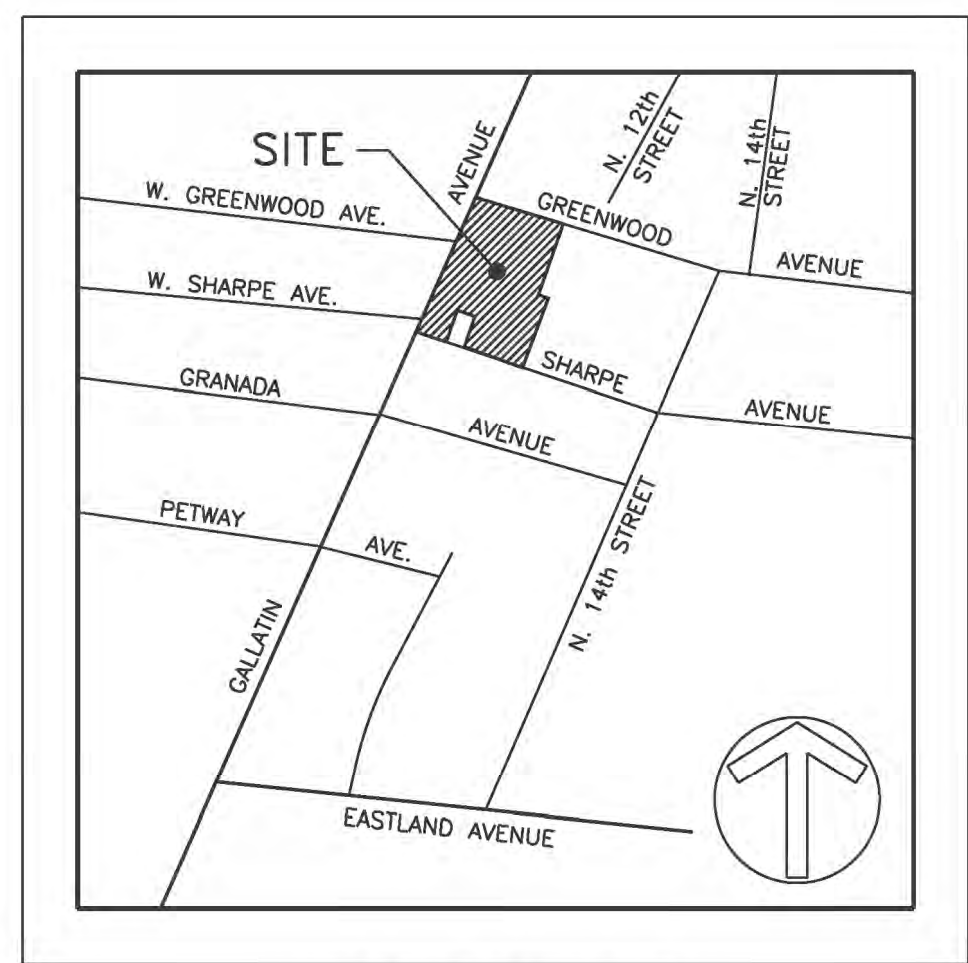 N. 12th
STREET
N. 14th
STREET
AVENUE
SITE
W. GREENWOOD AVE.
GREENWOOD
AVENUE
W. SHARPE AVE.
SHARPE
AVENUE
GRANADA
AVENUE
PETWAY
AVE.
N. 14th STREET
GALLATIN
EASTLAND AVENUE